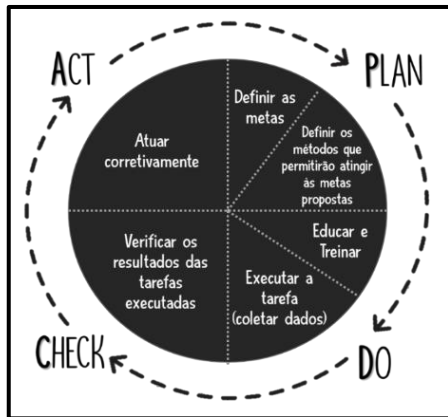 ACT
PLAN
Definir as
metas
Definir os
métodos que
permitirão atingir
às metas
propostas
Atuar
corretivamente
Educar e
Treinar
Executar a
tarefa
(coletar dados)
Verificar os
resultados das
tarefas
executadas
CHECK
DO